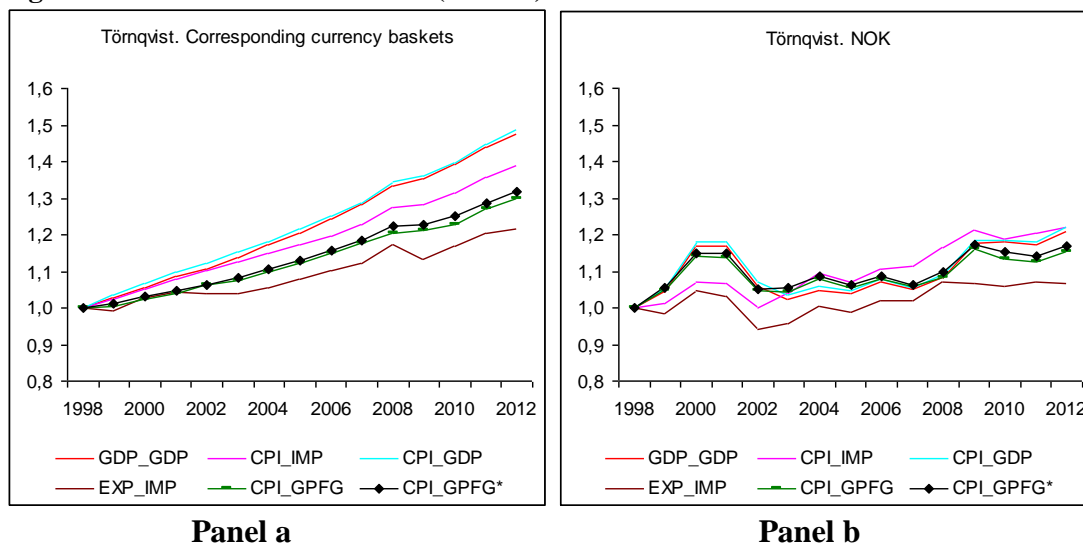 Törnqvist. Corresponding currency baskets
1,6
1,5
1,4
1,3
1,2
1,1
1,0
0,9
0,8
1998 2000 2002 2004 2006 2008 2010 2012
GDP_GDP CPI_IMP CPI_GDP
EXP_IMP CPI_GPFG CPI_GPFG*
Panel a
Törnqvist. NOK
1,6
1,5
1,4
1,3
1,2
1,1
1,0
0,9
0,8
1998 2000 2002 2004 2006 2008 2010 2012
GDP_GDP CPI_IMP CPI_GDP
EXP_IMP CPI_GPFG CPI_GPFG*
Panel b